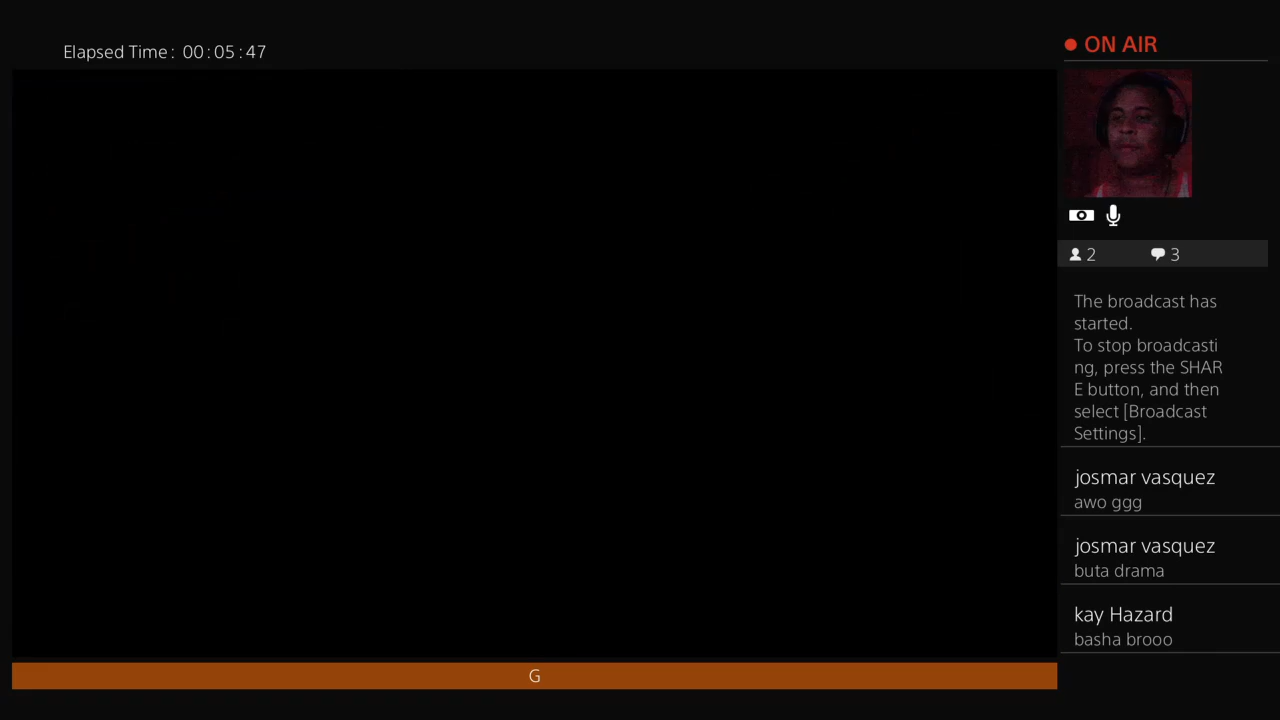 Elapsed Time: 00:05:47
ON AIR
2 3
The broadcast has
started.
To stop broadcasti
ng, press the SHAR
E button, and then
select [Broadcast
Settings].
josmar vasquez
awo ggg
josmar vasquez
buta drama
kay Hazard
basha brooo
G